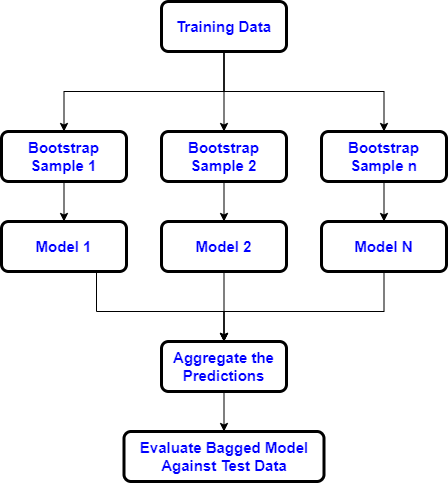 Training Data
Bootstrap
Sample 1
Bootstrap
Sample 2
Bootstrap
Sample n
Model 1
Model 2
Model N
Aggregate the
Predictions
Evaluate Bagged Model
Against Test Data